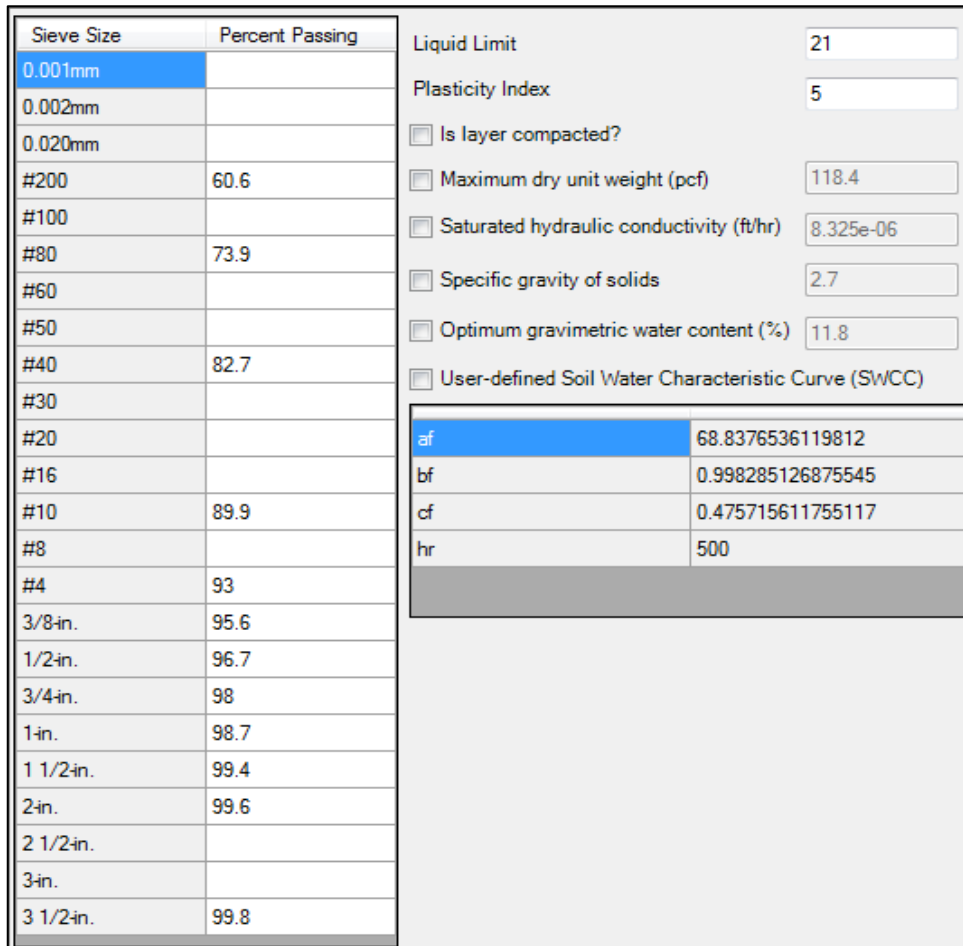 Sieve Size Percent Passing
0.001mm
0.002mm
0.020mm
#200 60.6
#100
#80 73.9
#60
#50
#40 82.7
#30
#20
#16
#10 89.9
#8
#4 93
3/8-in. 95.6
1/2-in. 96.7
3/4-in. 98
1-in. 98.7
1 1/2-in. 99.4
2-in. 99.6
2 1/2-in.
3-in.
3 1/2-in. 99.8
Liquid Limit 21
Plasticity Index 5
Is layer compacted?
Maximum dry unit weight (pcf) 118.4
Saturated hydraulic conductivity (ft/hr) 8.325e-06
Specific gravity of solids 2.7
Optimum gravimetric water content (%) 11.8
User-defined Soil Water Characteristic Curve (SWCC)
af 68.8376536119812
bf 0.998285126875545
cf 0.475715611755117
hr 500